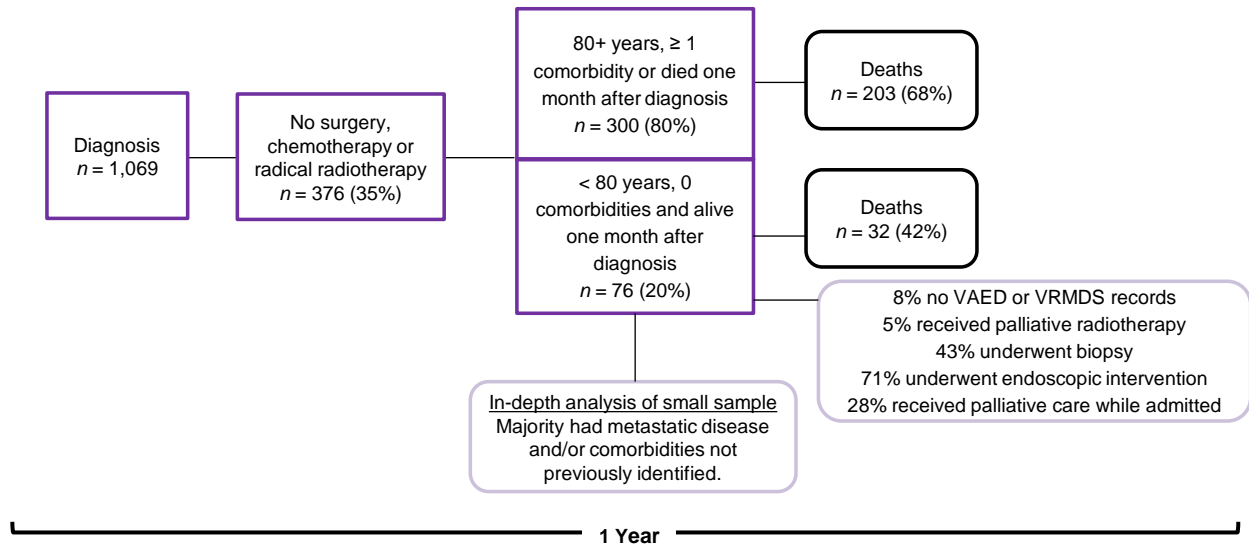 Diagnosis
n = 1,069
No surgery,
chemotherapy or
radical radiotherapy
n = 376 (35%)
80+ years, ≥ 1
comorbidity or died one
month after diagnosis
n = 300 (80%)
Deaths
n = 203 (68%)
< 80 years, 0
comorbidities and alive
one month after
diagnosis
n = 76 (20%)
Deaths
n = 32 (42%)
8% no VAED or VRMDS records
5% received palliative radiotherapy
43% underwent biopsy
71% underwent endoscopic intervention
28% received palliative care while admitted
In-depth analysis of small sample
Majority had metastatic disease
and/or comorbidities not
previously identified.
1 Year